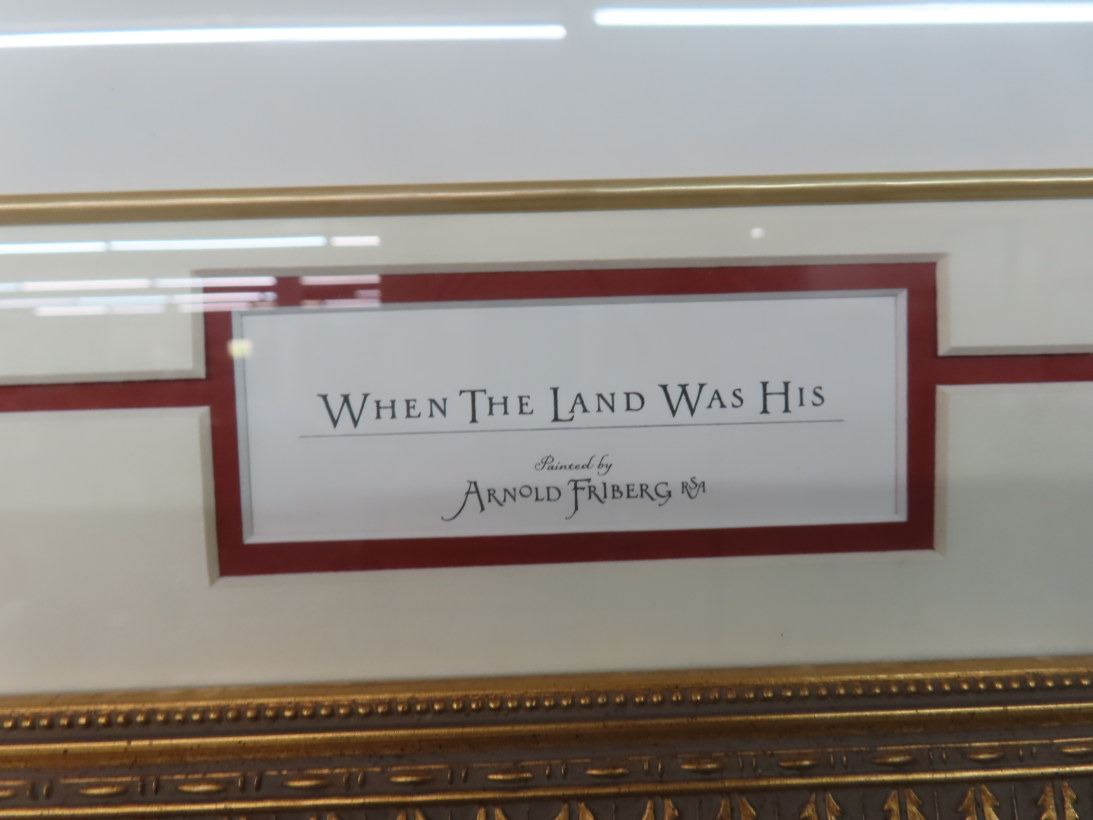 When The Land Was His
Painted by
Arnold Friberg RSA